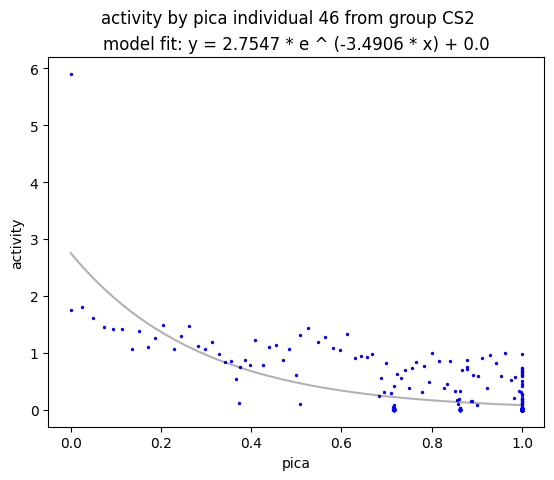 activity by pica individual 46 from group CS2
model fit: y = 2.7547 * e ^ (-3.4906 * x) + 0.0
6
5
4
3
2
1
0
activity
0.0 0.2 0.4 0.6 0.8 1.0
pica